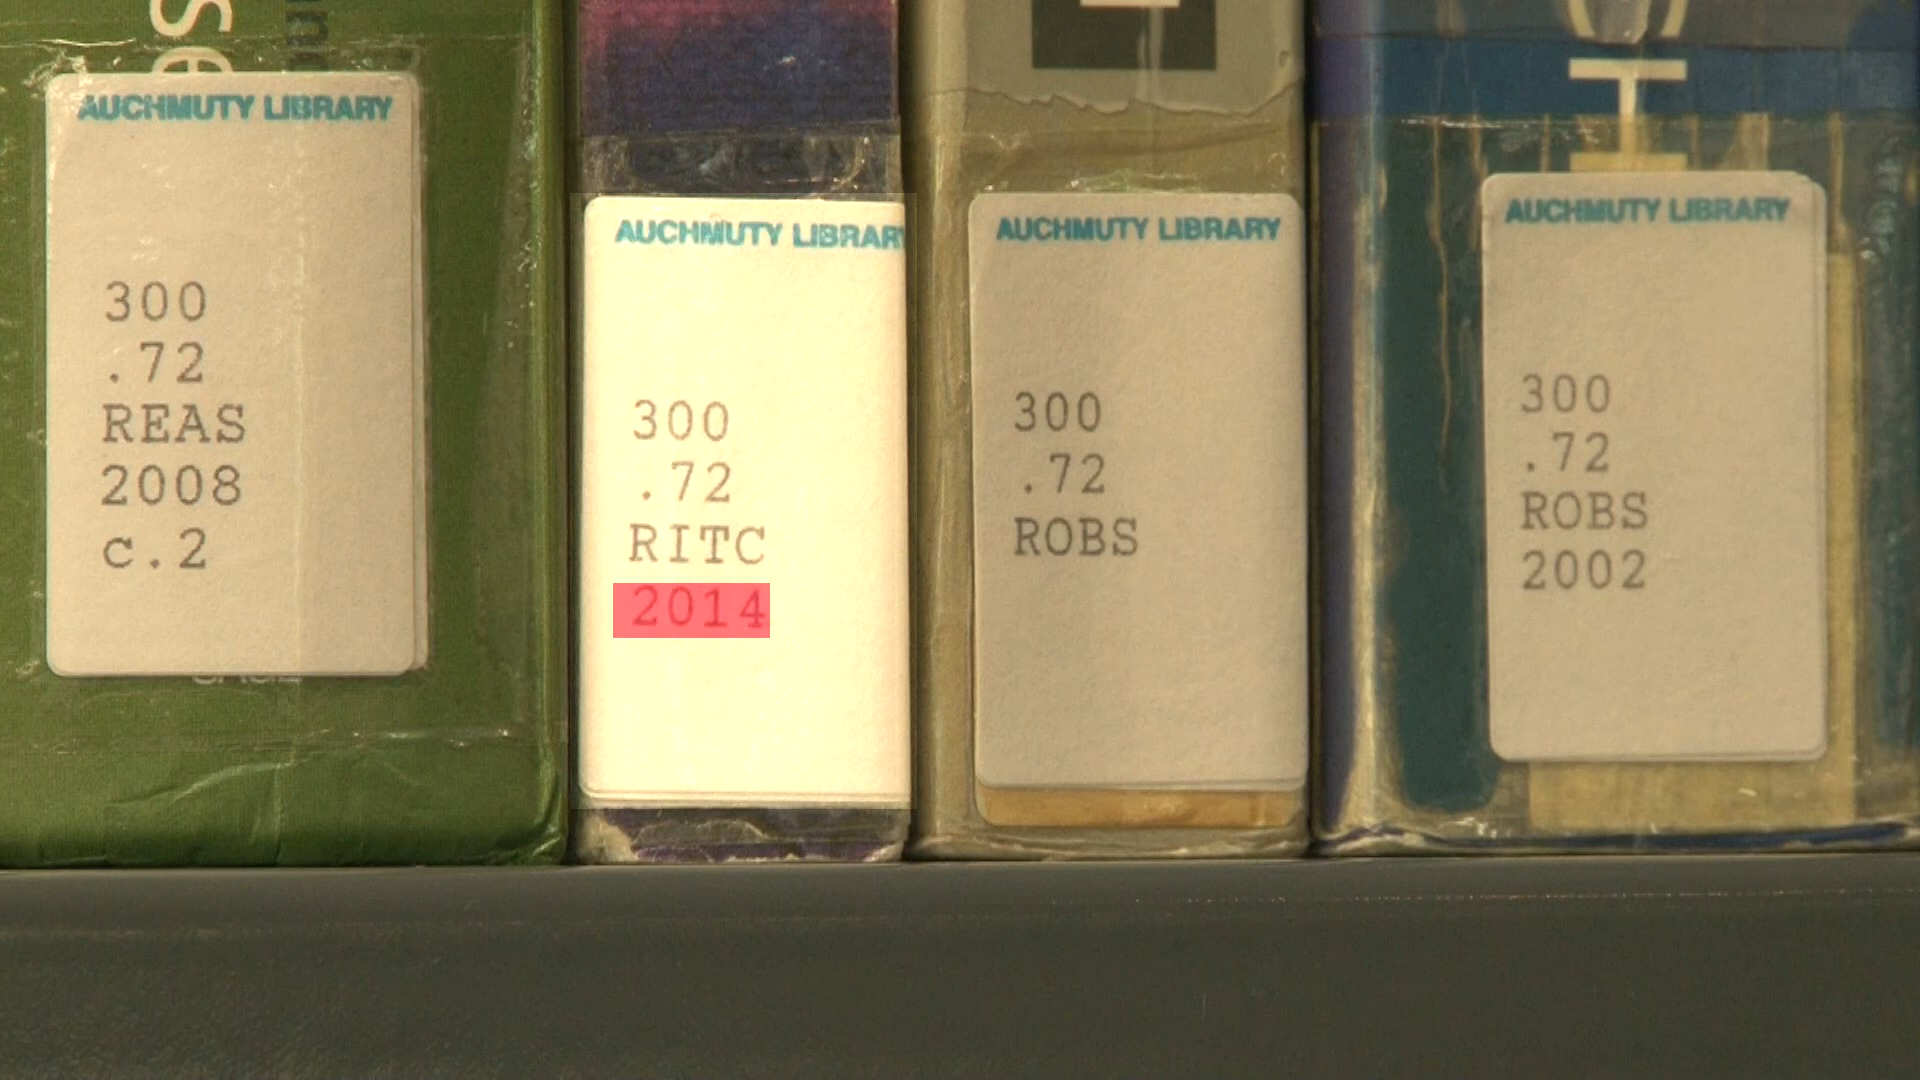 se
AUCHMUTY LIBRARY
300
.72
REAS
2008
c.2
AUCHMUTY LIBRARY
300
.72
RITC
2014
AUCHMUTY LIBRARY
300
.72
ROBS
H
AUCHMUTY LIBRARY
300
.72
ROBS
2002